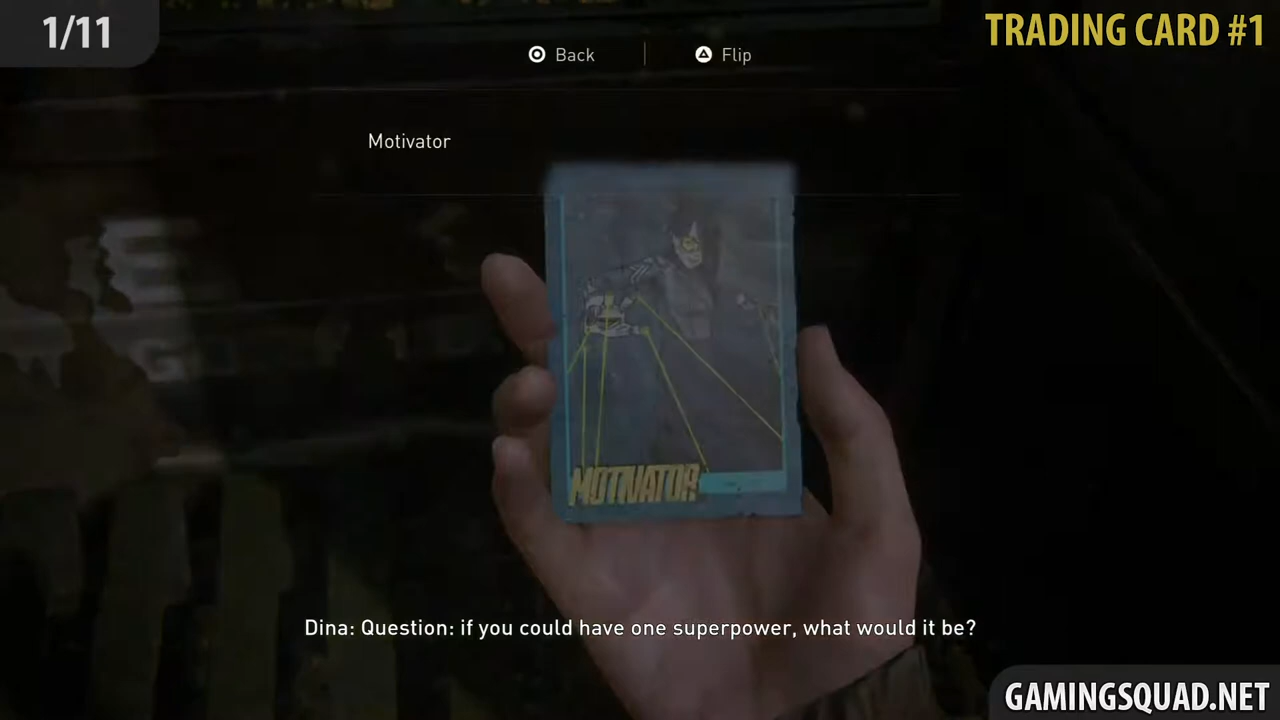 1/11
TRADING CARD #1
Back
Flip
Motivator
MOTIVATOR
Dina: Question: if you could have one superpower, what would it be?
GAMINGSQUAD.NET